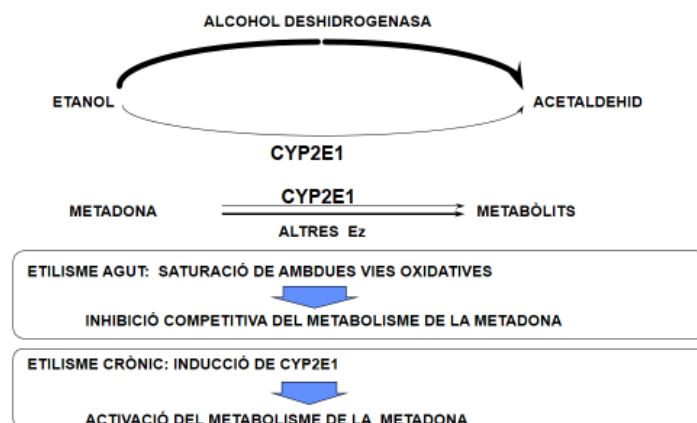 ALCOHOL DESHIDROGENASA
ETANOL
ACETALDEHID
CYP2E1
CYP2E1
METADONA
METABÒLITS
ALTRES Ez
ETILISME AGUT: SATURACIÓ DE AMBDUES VIES OXIDATIVES
INHIBICIÓ COMPETITIVA DEL METABOLISME DE LA METADONA
ETILISME CRÒNIC: INDUCCIÓ DE CYP2E1
ACTIVACIÓ DEL METABOLISME DE LA METADONA